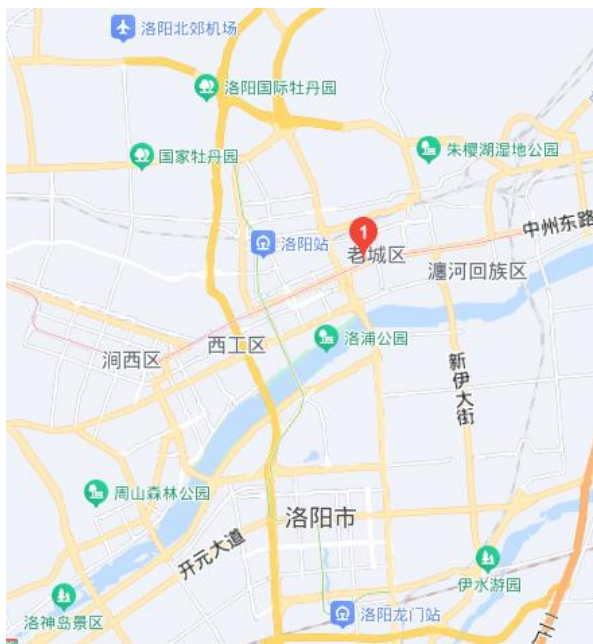 洛阳北郊机场
洛阳国际牡丹园
国家牡丹园
朱樱湖湿地公园
中州东路
1
洛阳站
老城区
瀍河回族区
洛浦公园
西工区
涧西区
新伊大街
周山森林公园
洛阳市
开元大道
伊水游园
洛神岛景区
洛阳龙门站